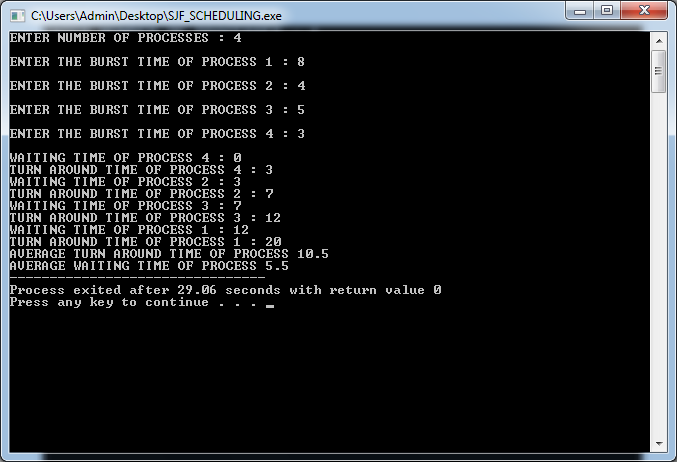 C:\Users\Admin\Desktop\SJF_SCHEDULING.exe
ENTER NUMBER OF PROCESSES : 4
ENTER THE BURST TIME OF PROCESS 1 : 8
ENTER THE BURST TIME OF PROCESS 2 : 4
ENTER THE BURST TIME OF PROCESS 3 : 5
ENTER THE BURST TIME OF PROCESS 4 : 3
WAITING TIME OF PROCESS 4 : 0
TURN AROUND TIME OF PROCESS 4 : 3
WAITING TIME OF PROCESS 2 : 3
TURN AROUND TIME OF PROCESS 2 : 7
WAITING TIME OF PROCESS 3 : 7
TURN AROUND TIME OF PROCESS 3 : 12
WAITING TIME OF PROCESS 1 : 12
TURN AROUND TIME OF PROCESS 1 : 20
AVERAGE TURN AROUND TIME OF PROCESS 10.5
AVERAGE WAITING TIME OF PROCESS 5.5
--------------------------------
Process exited after 29.06 seconds with return value 0
Press any key to continue . . . _